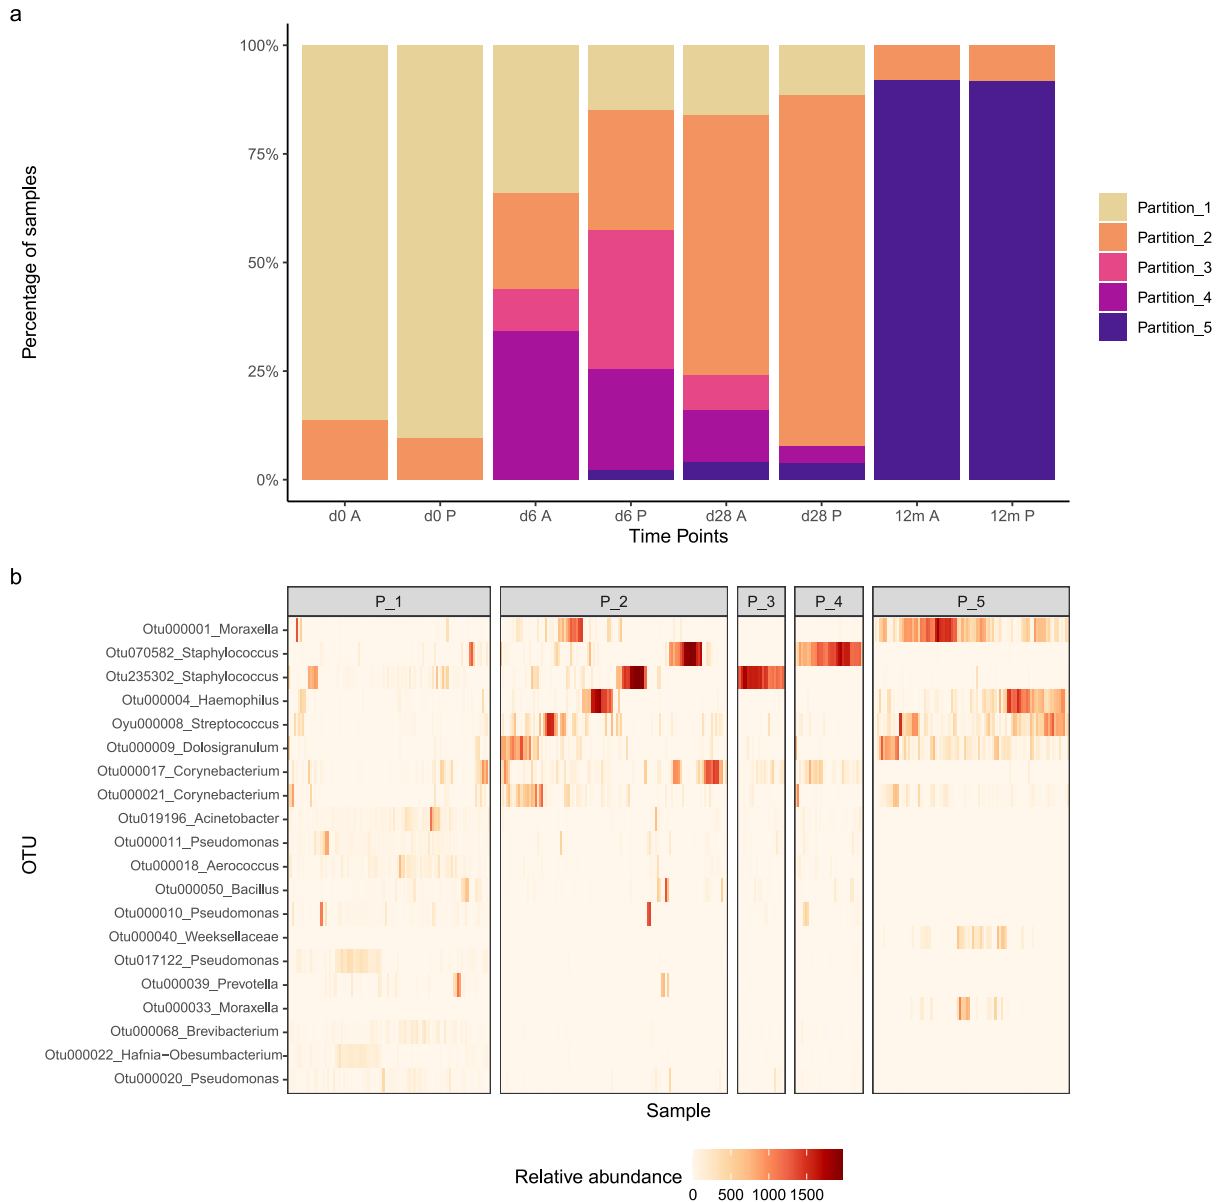 a
100%
75%
50%
25%
0%
Percentage of samples
d0 A d0 P d6 A d6 P d28 A d28 P 12m A 12m P
Time Points
Partition_1
Partition_2
Partition_3
Partition_4
Partition_5
b
P_1 P_2 P_3 P_4 P_5
Otu000001_Moraxella
Otu070582_Staphylococcus
Otu235302_Staphylococcus
Otu000004_Haemophilus
Oyu000008_Streptococcus
Otu000009_Dolosigranulum
Otu000017_Corynebacterium
Otu000021_Corynebacterium
Otu019196_Acinetobacter
Otu000011_Pseudomonas
Otu000018_Aerococcus
Otu000050_Bacillus
Otu000010_Pseudomonas
Otu000040_Weeksellaceae
Otu017122_Pseudomonas
Otu000039_Prevotella
Otu000033_Moraxella
Otu000068_Brevibacterium
Otu000022_Hafnia−Obesumbacterium
Otu000020_Pseudomonas
OTU
Sample
Relative abundance
0 500 1000 1500